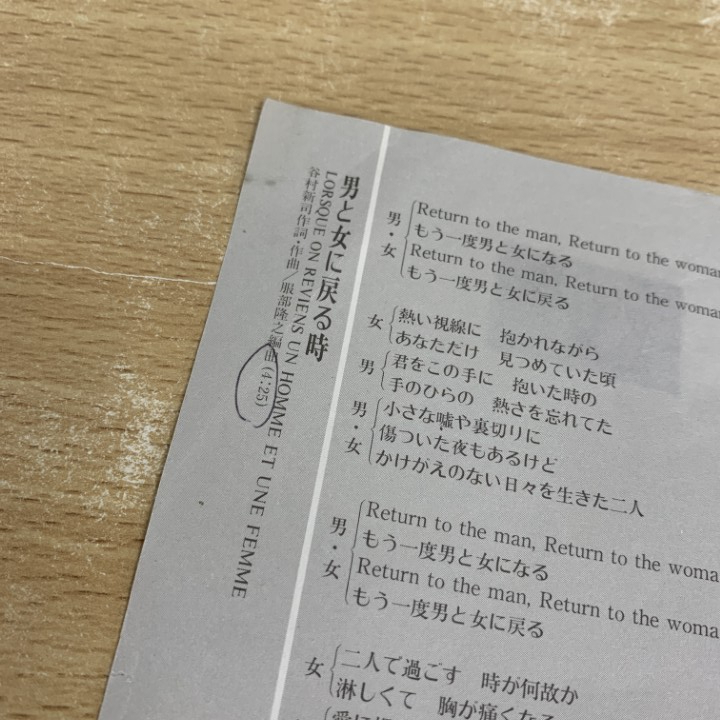 男と女に戻る時
LORSQUE ON REVIENS UN HOMME ET UNE FEMME
谷村新司作詞・作曲／服部隆之編曲(4:25)
男・女
Return to the man, Return to the woma
もう一度男と女になる
Return to the man, Return to the woma
もう一度男と女に戻る
女
熱い視線に 抱かれながら
あなただけ 見つめていた頃
男
君をこの手に 抱いた時の
手のひらの 熱さを忘れてた
男・女
小さな嘘や裏切りに
傷ついた夜もあるけど
かけがえのない日々を生きた二人
男・女
Return to the man, Return to the woma
もう一度男と女になる
Return to the man, Return to the woma
もう一度男と女に戻る
女
二人で過ごす 時が何故か
淋しくて 胸が痛くなる